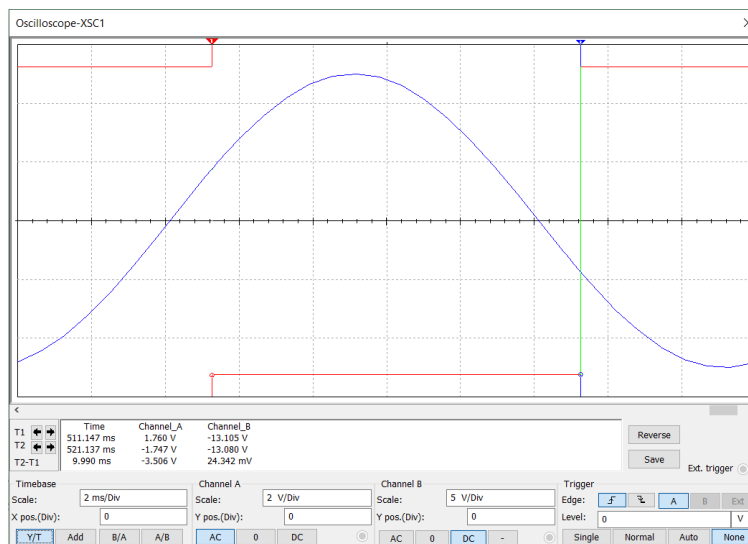 Oscilloscope-XSC1
Time Channel_A Channel_B
T1 511.147 ms 1.760 V -13.105 V
T2 521.137 ms -1.747 V -13.080 V
T2-T1 9.990 ms -3.506 V 24.342 mV
Reverse
Save
Ext. trigger
Timebase Channel A Channel B Trigger
Scale: 2 ms/Div Scale: 2 V/Div Scale: 5 V/Div Edge: A B Ext
X pos.(Div): 0 Y pos.(Div): 0 Y pos.(Div): 0 Level: 0 V
Y/T Add B/A A/B AC 0 DC AC 0 DC - Single Normal Auto None